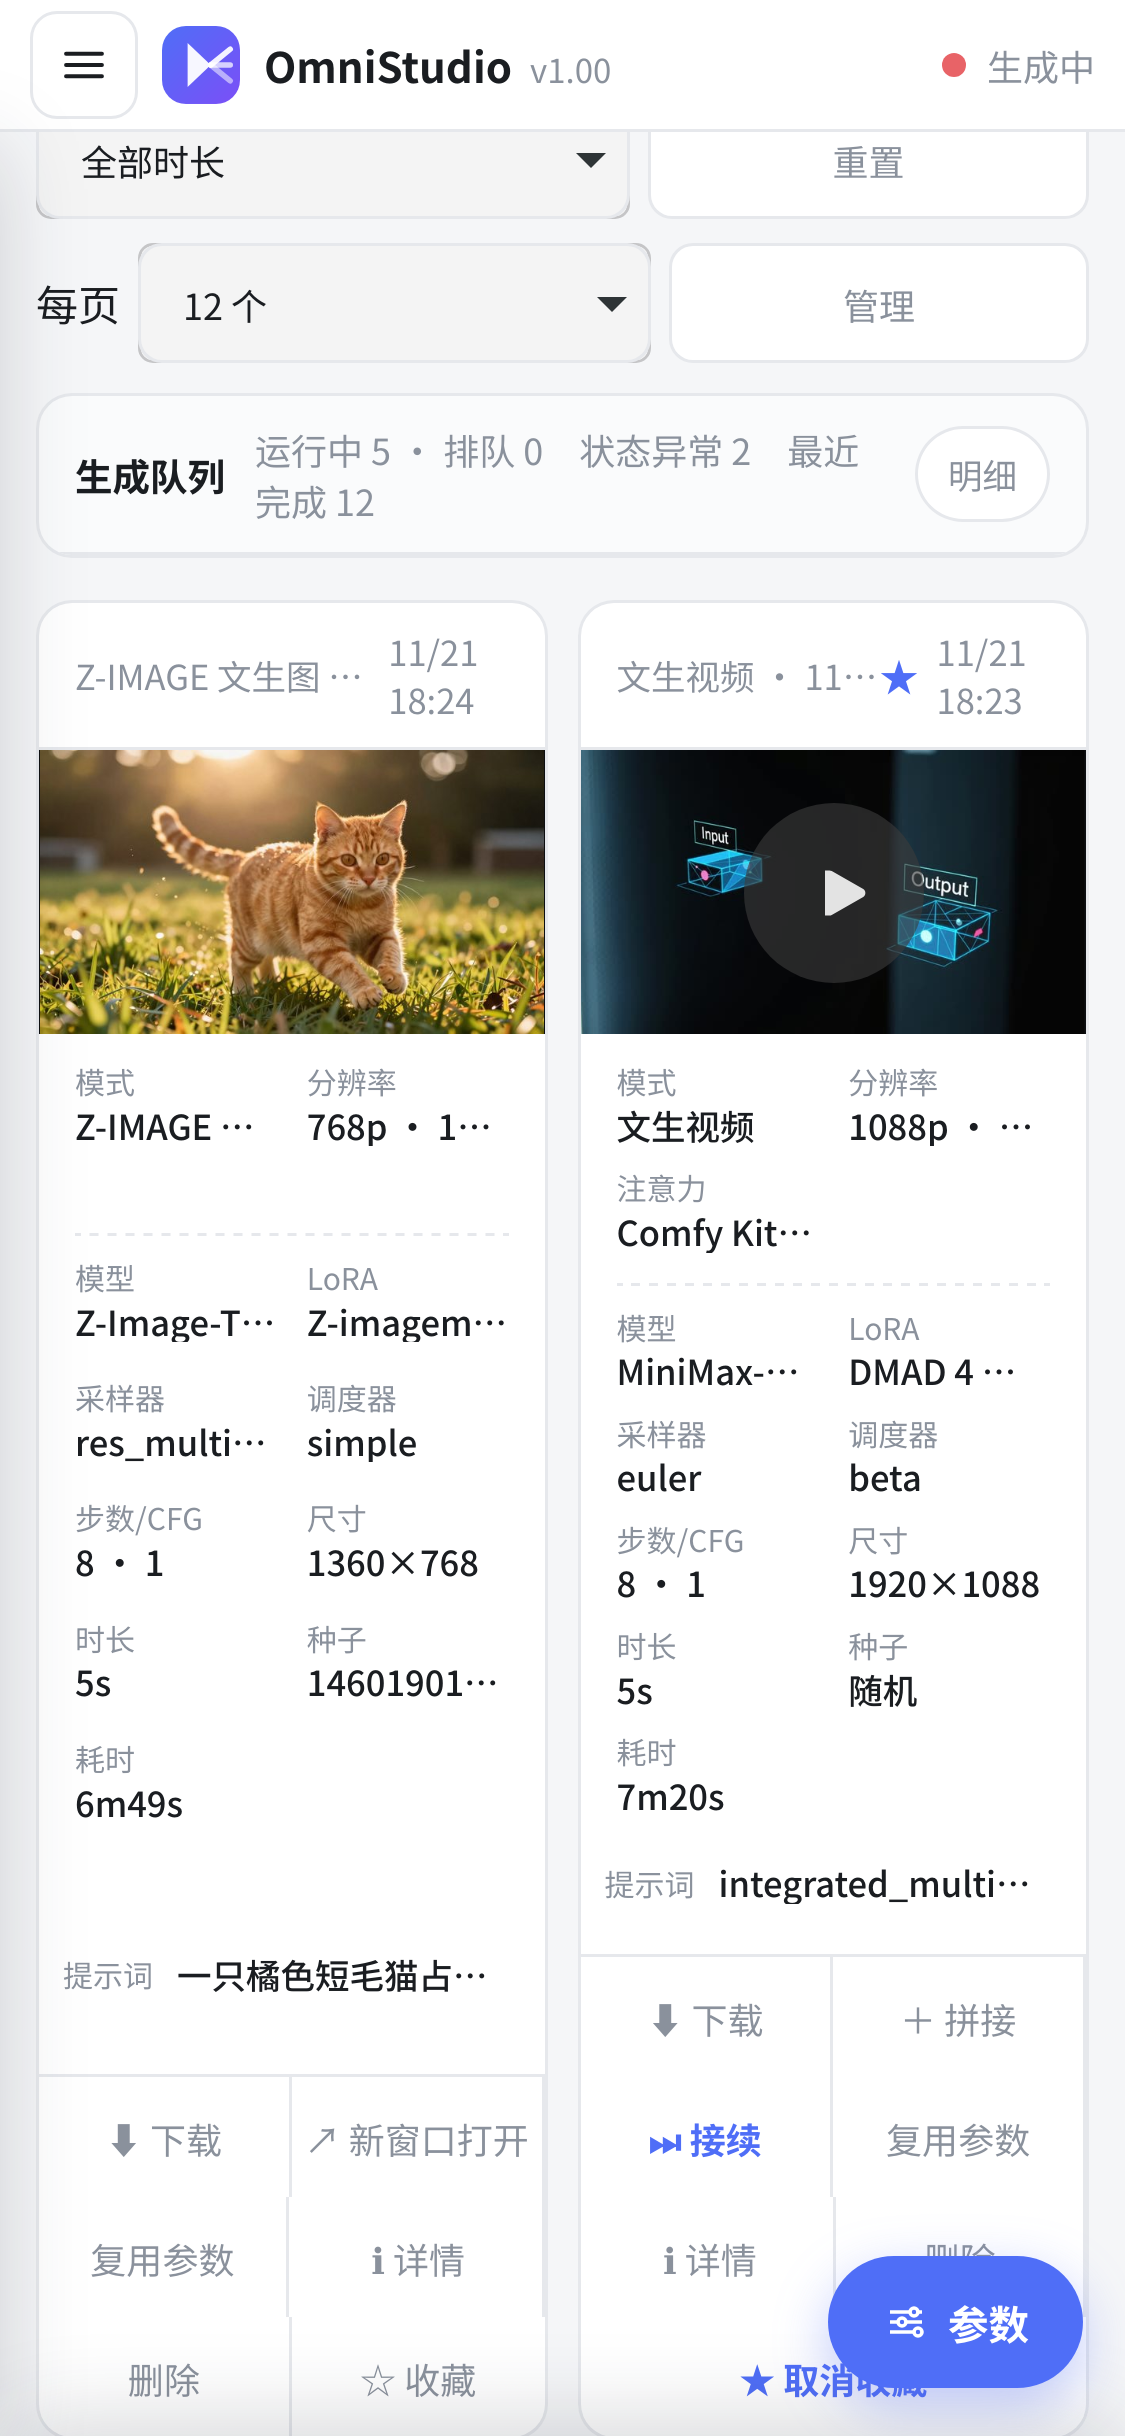 OmniStudio v1.00
生成中
全部时长
重置
每页
12 个
管理
生成队列
运行中 5 · 排队 0 状态异常 2 最近
完成 12
明细
Z-IMAGE 文生图 …
11/21
18:24
模式
Z-IMAGE …
分辨率
768p · 1…
模型
Z-Image-T…
LoRA
Z-imagem…
采样器
res_multi…
调度器
simple
步数/CFG
8 · 1
尺寸
1360×768
时长
5s
种子
14601901…
耗时
6m49s
提示词 一只橘色短毛猫占…
⬇ 下载
↗ 新窗口打开
复用参数
ℹ 详情
删除
☆ 收藏
文生视频 · 11… ★
11/21
18:23
Input
Output
模式
文生视频
分辨率
1088p · …
注意力
Comfy Kit…
模型
MiniMax-…
LoRA
DMAD 4 …
采样器
euler
调度器
beta
步数/CFG
8 · 1
尺寸
1920×1088
时长
5s
种子
随机
耗时
7m20s
提示词 integrated_multi…
⬇ 下载
＋ 拼接
⏭ 接续
复用参数
ℹ 详情
删除
★ 取消收藏
参数